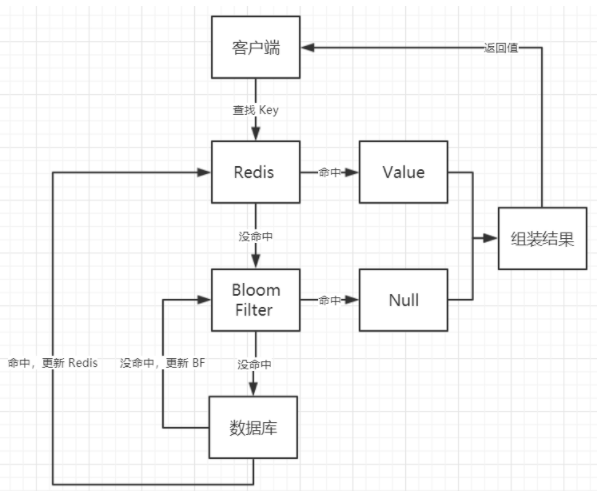 客户端
返回值
查找 Key
Redis
命中
Value
没命中
组装结果
Bloom
Filter
命中
Null
命中，更新 Redis
没命中，更新 BF
没命中
数据库